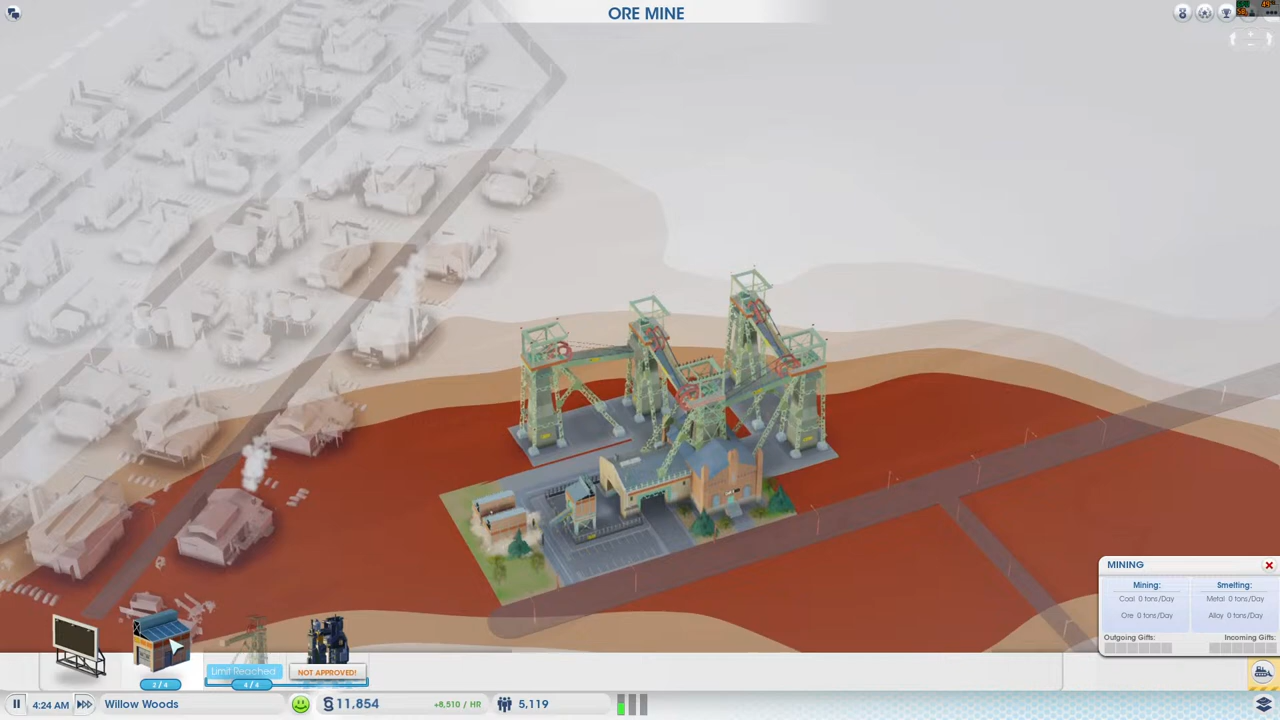 ORE MINE
MINING
Mining:
Smelting:
Coal 0 tons/Day
Metal 0 tons/Day
Ore 0 tons/Day
Alloy 0 tons/Day
Outgoing Gifts:
Incoming Gifts:
Limit Reached
NOT APPROVED!
2/4
4/4
4:24 AM
Willow Woods
11,854
+8,510 / HR
5,119